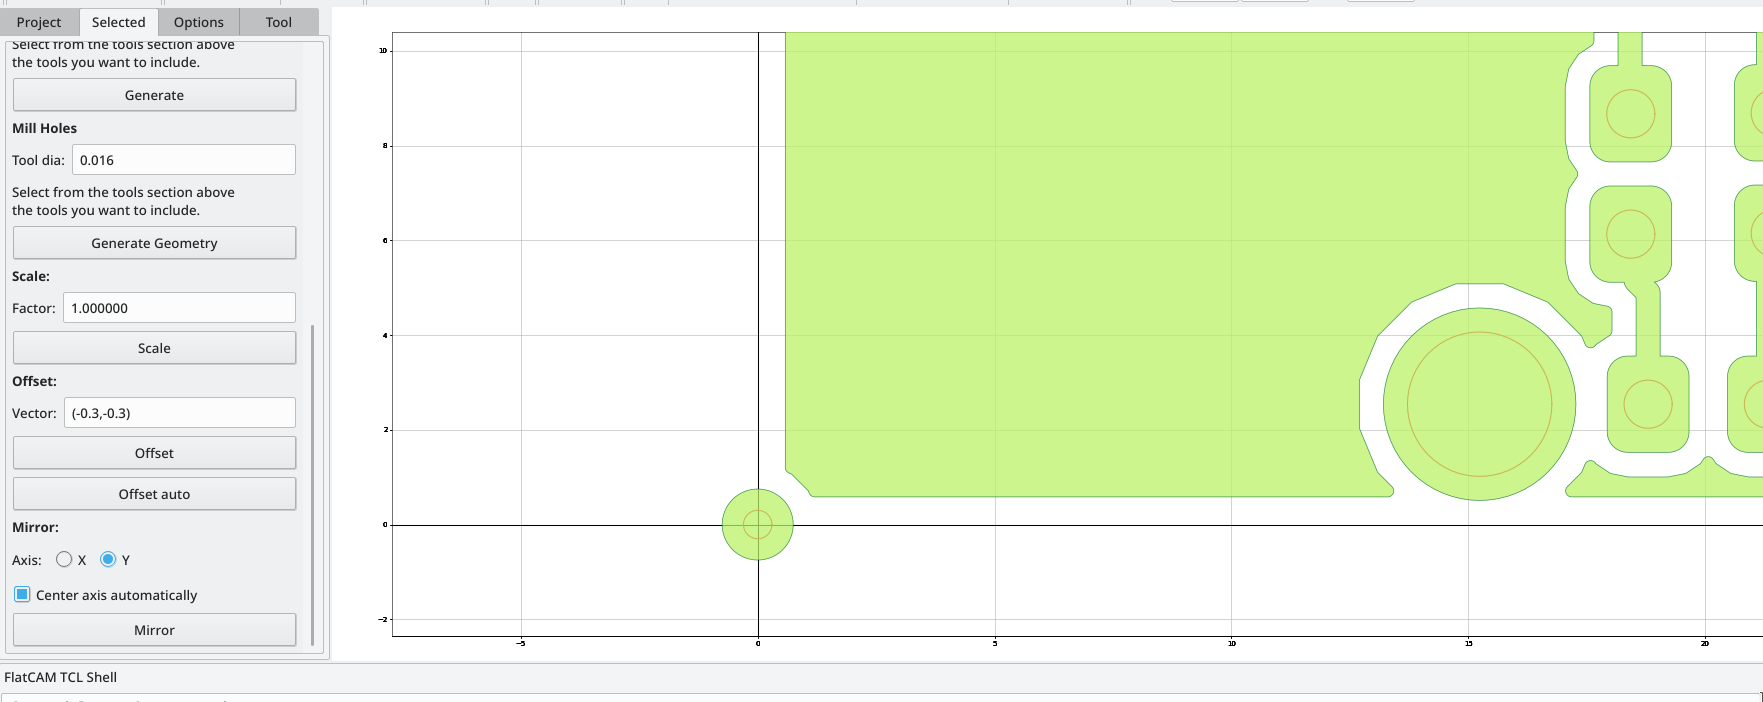 Project Selected Options Tool
Select from the tools section above
the tools you want to include.
Generate
Mill Holes
Tool dia: 0.016
Select from the tools section above
the tools you want to include.
Generate Geometry
Scale:
Factor: 1.000000
Scale
Offset:
Vector: (-0.3,-0.3)
Offset
Offset auto
Mirror:
Axis: X Y
Center axis automatically
Mirror
10
8
6
4
2
0
−2
−5 0 5 10 15 20
FlatCAM TCL Shell